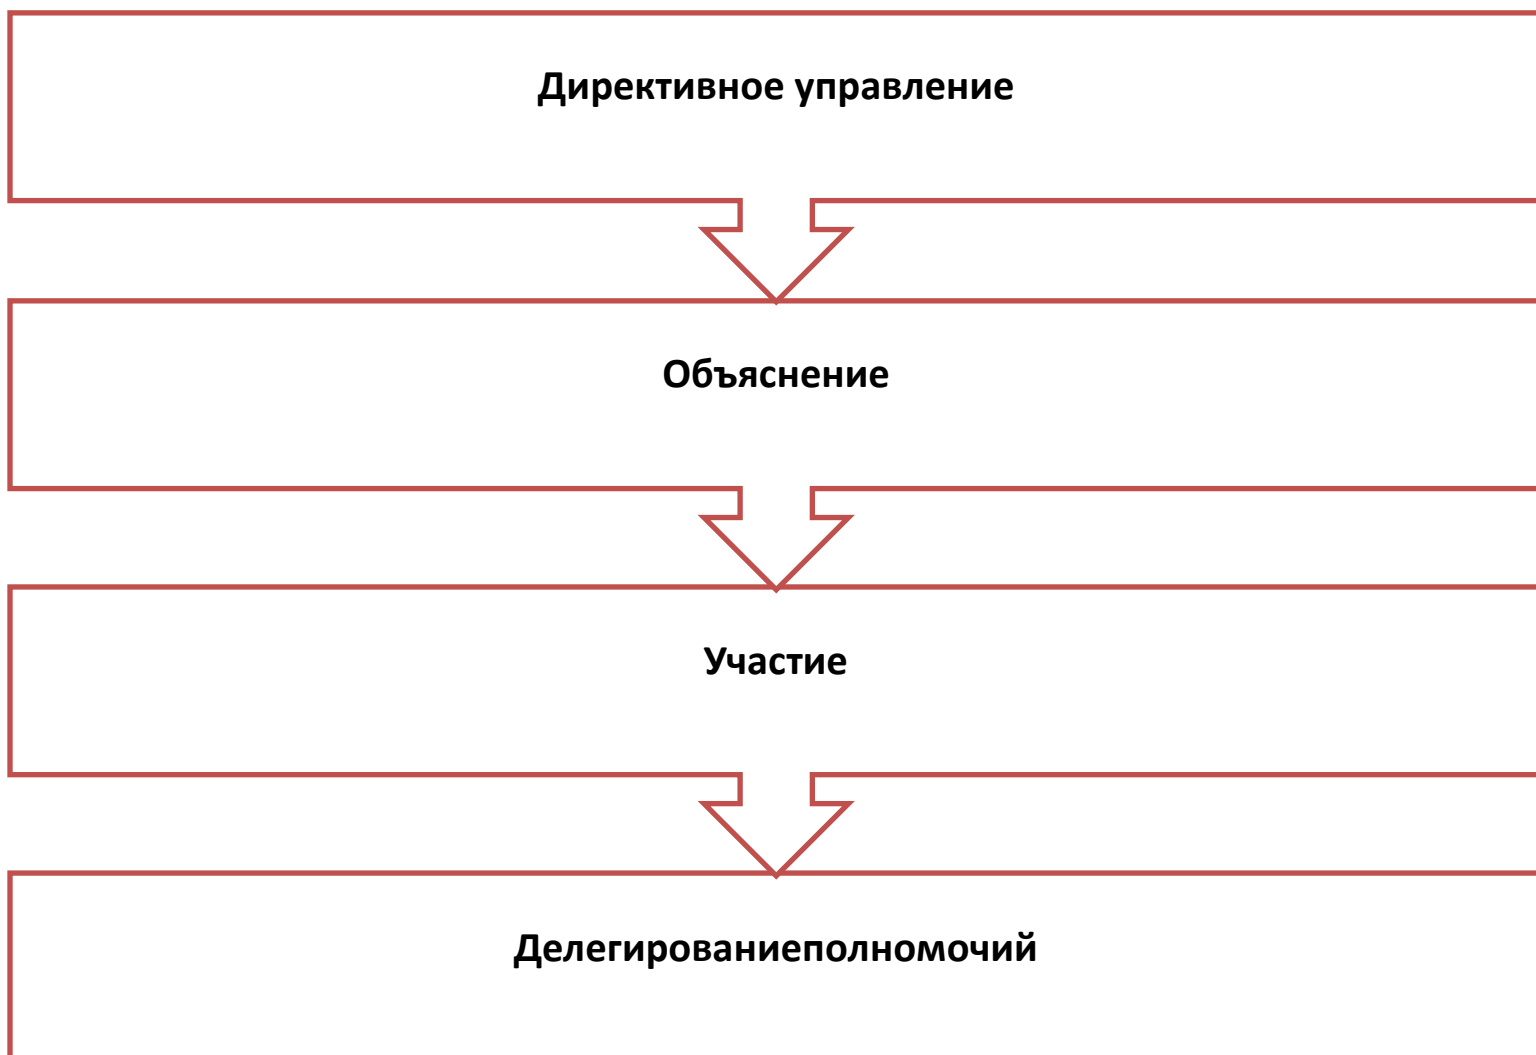 Директивное управление
Объяснение
Участие
Делегированиеполномочий